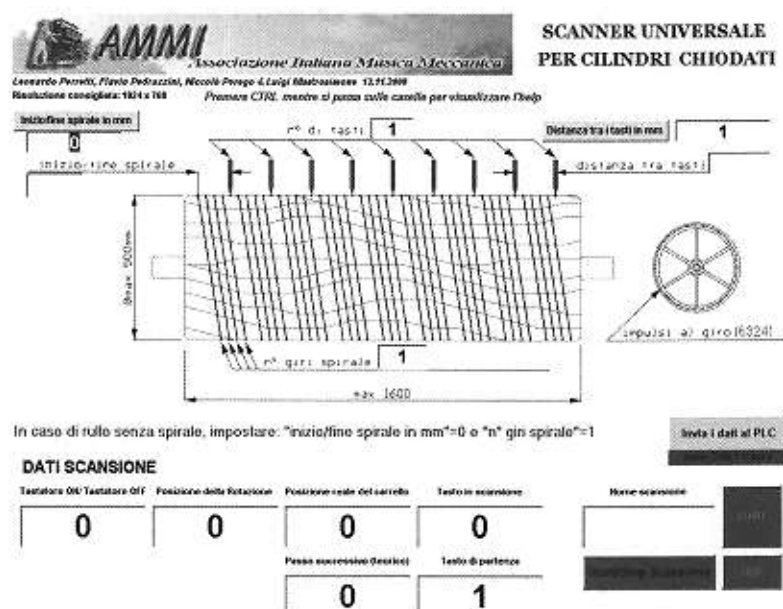 AMMI
Associazione Italiana Musica Meccanica
SCANNER UNIVERSALE
PER CILINDRI CHIODATI
Leonardo Perretti, Flavio Pedrazzini, Niccolò Perego & Luigi Mastrosimone 13.11.2008
Risoluzione consigliata: 1024 x 768
Premere CTRL mentre si passa sulle caselle per visualizzare l'help
Inizio/fine spirale in mm
0
n° di tasti
1
Distanza tra i tasti in mm
1
inizio/fine spirale
distanza tra tasti
Ømax 500mm
impulsi al giro(6324)
n° giri spirale
1
max 1600
In caso di rullo senza spirale, impostare: "inizio/fine spirale in mm"=0 e "n° giri spirale"=1
Invia i dati al PLC
DATI SCANSIONE
Tastatore ON/ Tastatore OFF
Posizione della Rotazione
Posizione reale del carrello
Tasto in scansione
Nome scansione
0
0
0
0
Passo successivo (teorico)
Tasto di partenza
0
1